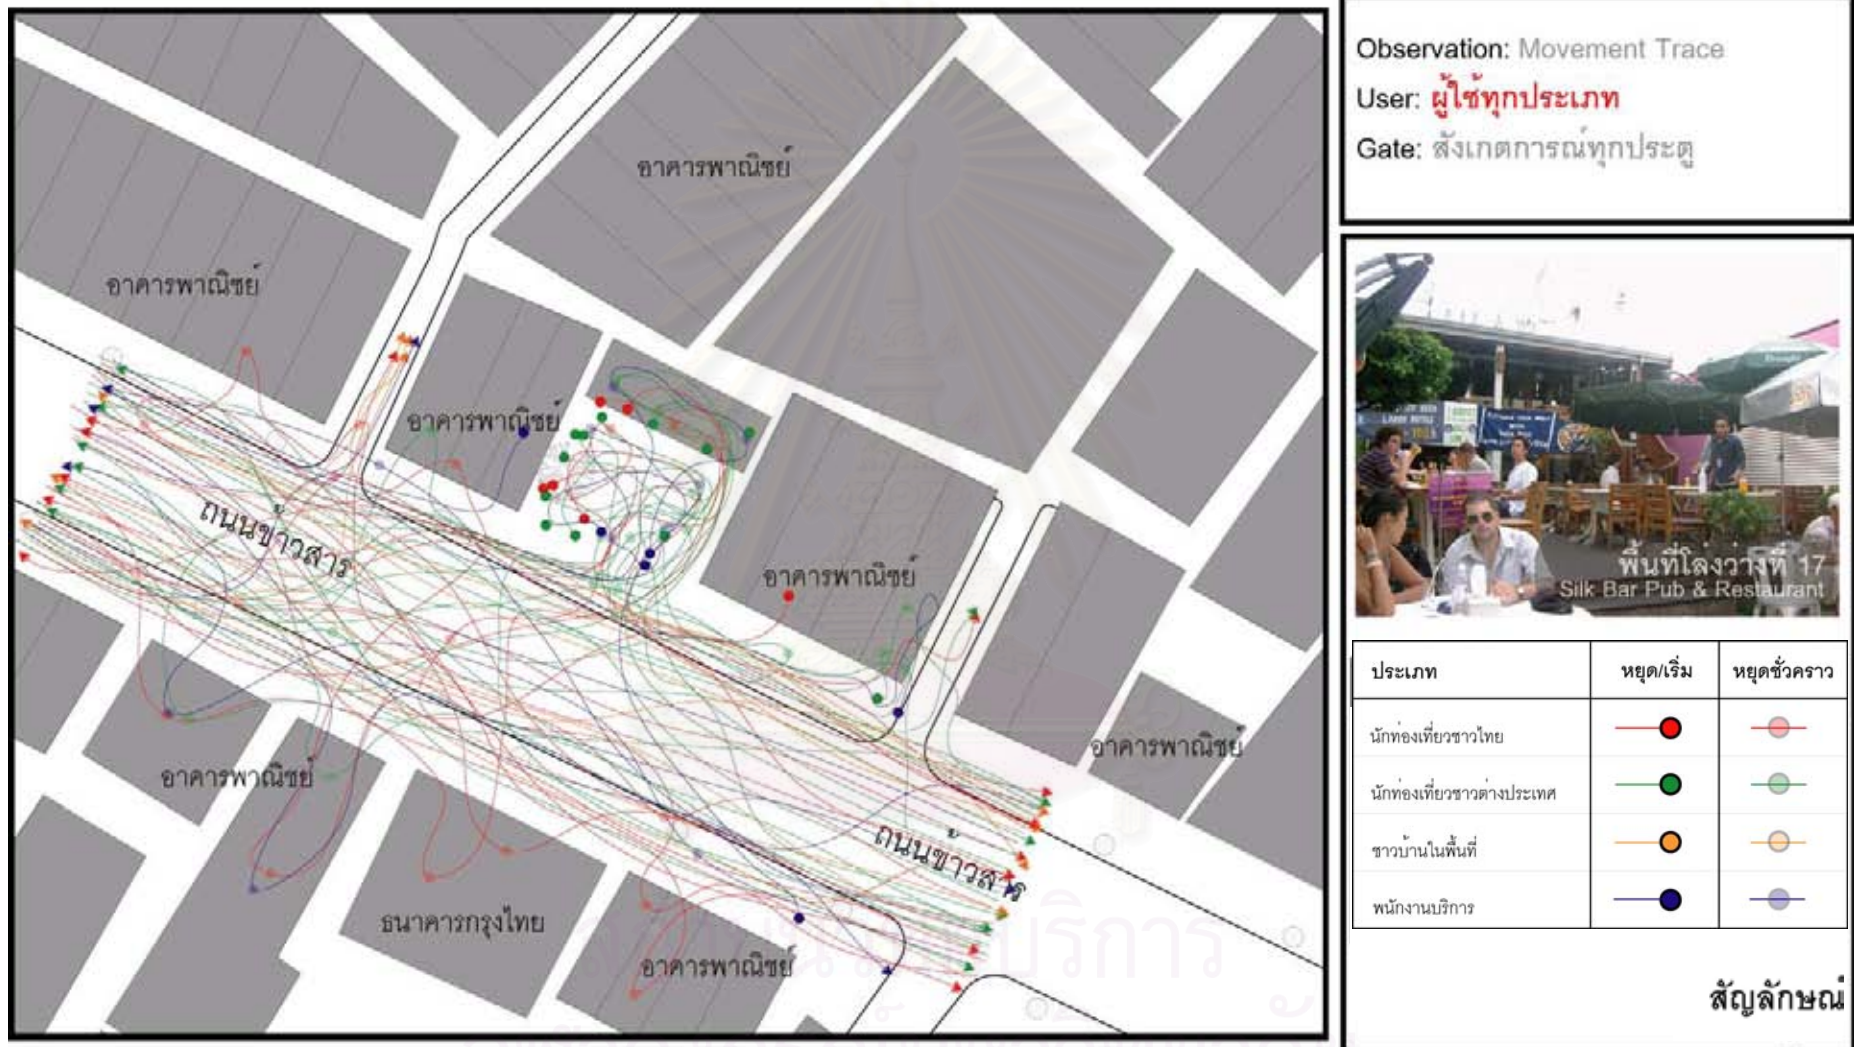 อาคารพาณิชย์
อาคารพาณิชย์
อาคารพาณิชย์
อาคารพาณิชย์
ถนนข้าวสาร
อาคารพาณิชย์
อาคารพาณิชย์
ถนนข้าวสาร
ธนาคารกรุงไทย
อาคารพาณิชย์
อาคารพาณิชย์
Observation: Movement Trace
User: ผู้ใช้ทุกประเภท
Gate: สังเกตการณ์ทุกประตู
พื้นที่โล่งว่างที่ 17
Silk Bar Pub & Restaurant
ประเภท หยุด/เริ่ม หยุดชั่วคราว
นักท่องเที่ยวชาวไทย
นักท่องเที่ยวชาวต่างประเทศ
ชาวบ้านในพื้นที่
พนักงานบริการ
สัญลักษณ์